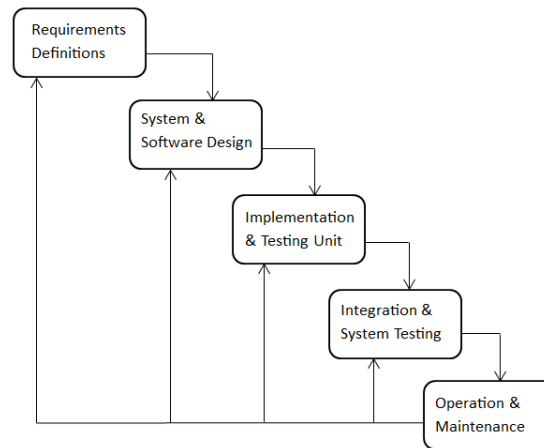 Requirements
Definitions
System &
Software Design
Implementation
& Testing Unit
Integration &
System Testing
Operation &
Maintenance